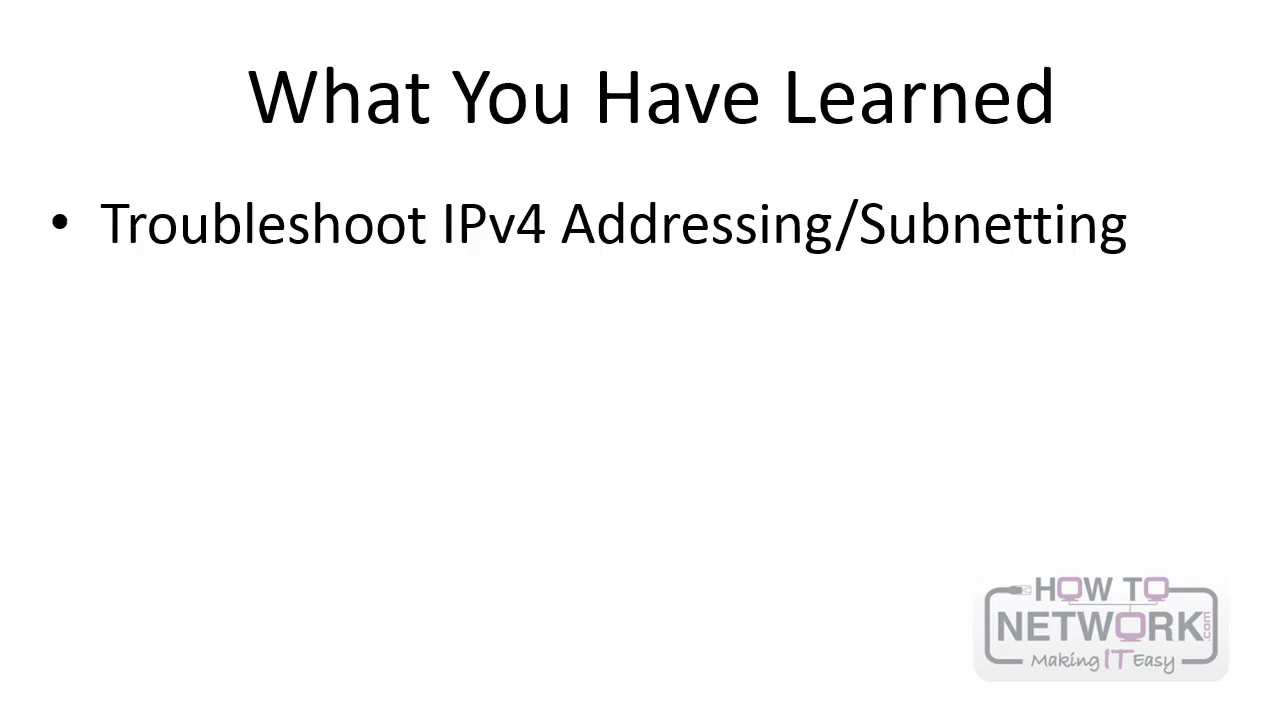 What You Have Learned
• Troubleshoot IPv4 Addressing/Subnetting
HOW TO
NETWORK.com
Making IT Easy